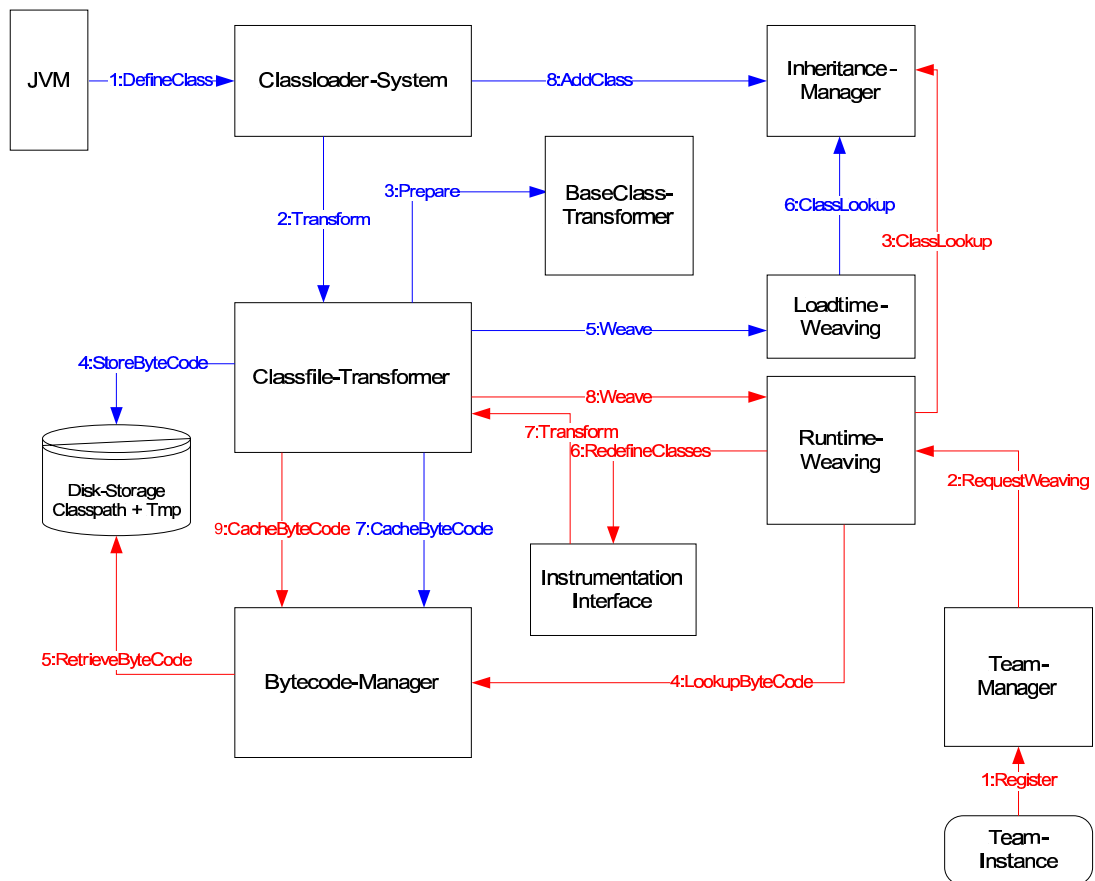 JVM
1:DefineClass
Classloader-System
8:AddClass
Inheritance-
Manager
3:Prepare
BaseClass-
Transformer
2:Transform
6:ClassLookup
3:ClassLookup
Loadtime-
Weaving
5:Weave
4:StoreByteCode
Classfile-Transformer
8:Weave
7:Transform
6:RedefineClasses
Runtime-
Weaving
2:RequestWeaving
Disk-Storage
Classpath + Tmp
9:CacheByteCode
7:CacheByteCode
Instrumentation
Interface
5:RetrieveByteCode
Bytecode-Manager
4:LookupByteCode
Team-
Manager
1:Register
Team-
Instance